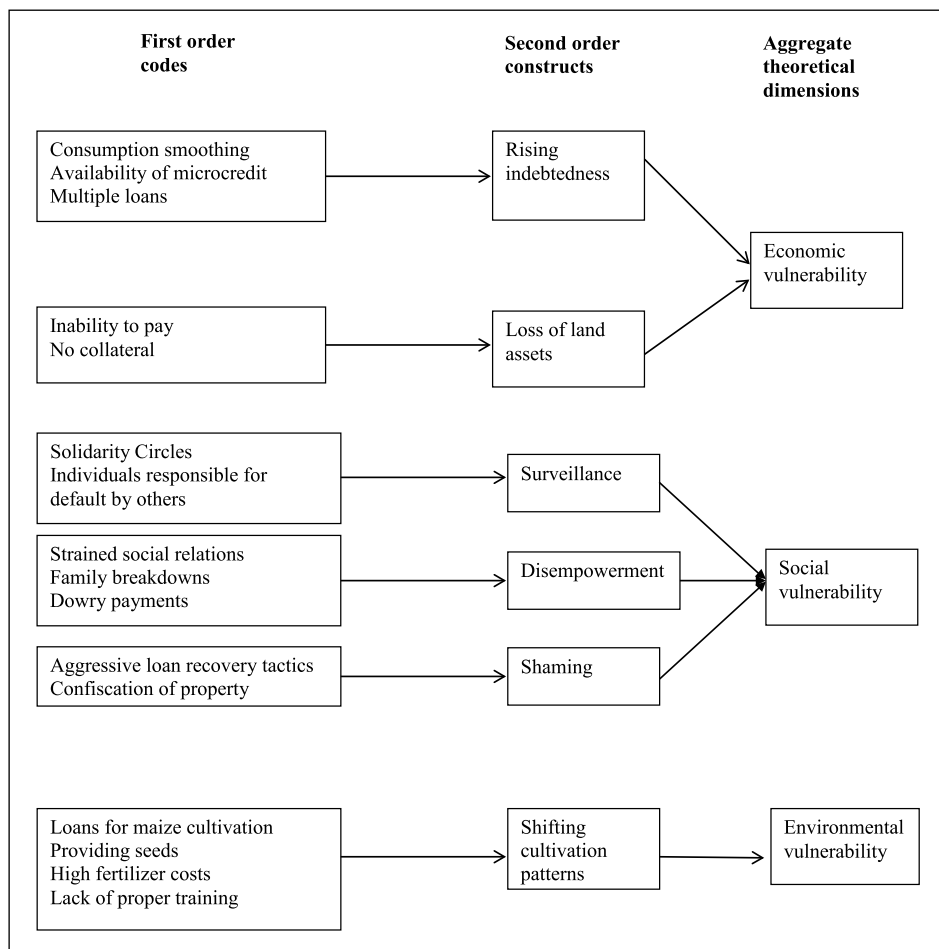 First order
codes
Second order
constructs
Aggregate
theoretical
dimensions
Consumption smoothing
Availability of microcredit
Multiple loans
Rising
indebtedness
Economic
vulnerability
Inability to pay
No collateral
Loss of land
assets
Solidarity Circles
Individuals responsible for
default by others
Surveillance
Strained social relations
Family breakdowns
Dowry payments
Disempowerment
Social
vulnerability
Aggressive loan recovery tactics
Confiscation of property
Shaming
Loans for maize cultivation
Providing seeds
High fertilizer costs
Lack of proper training
Shifting
cultivation
patterns
Environmental
vulnerability